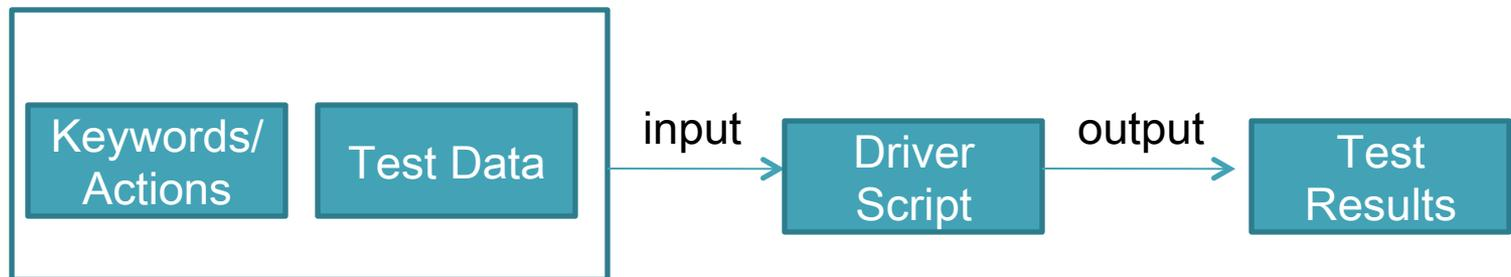 Keywords/
Actions
Test Data
input
Driver
Script
output
Test
Results